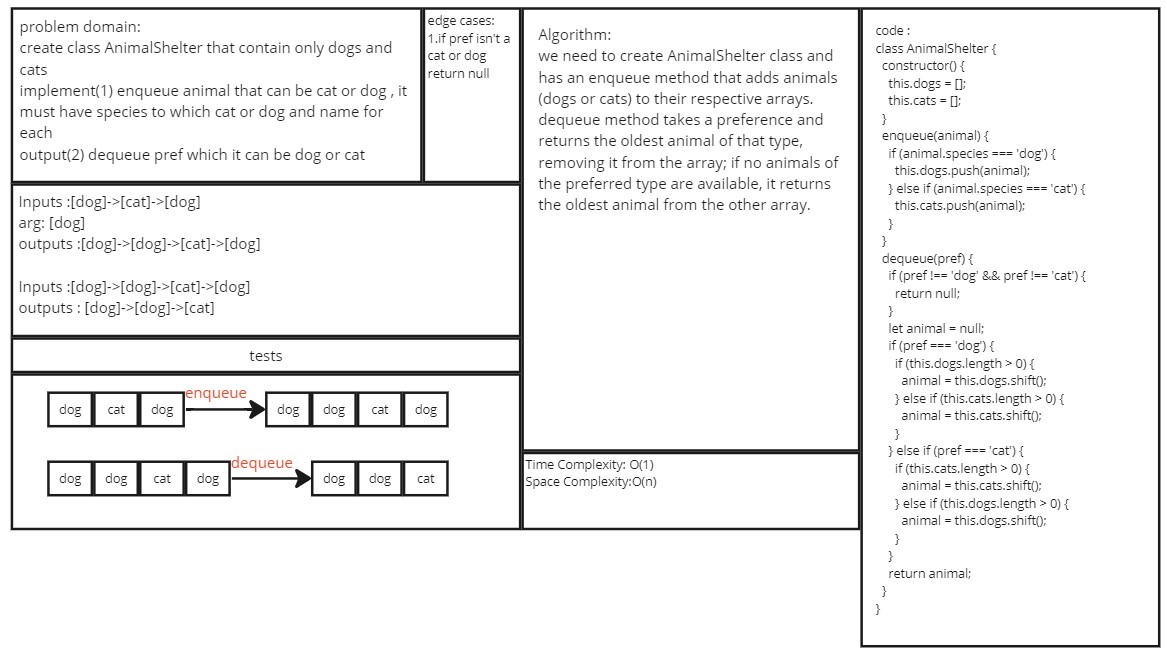 problem domain:
create class AnimalShelter that contain only dogs and
cats
implement(1) enqueue animal that can be cat or dog , it
must have species to which cat or dog and name for
each
output(2) dequeue pref which it can be dog or cat
edge cases:
1.if pref isn't a
cat or dog
return null
Inputs :[dog]->[cat]->[dog]
arg: [dog]
outputs :[dog]->[dog]->[cat]->[dog]
Inputs :[dog]->[dog]->[cat]->[dog]
outputs : [dog]->[dog]->[cat]
tests
enqueue
dog cat dog dog dog cat dog
dequeue
dog dog cat dog dog dog cat
Algorithm:
we need to create AnimalShelter class and
has an enqueue method that adds animals
(dogs or cats) to their respective arrays.
dequeue method takes a preference and
returns the oldest animal of that type,
removing it from the array; if no animals of
the preferred type are available, it returns
the oldest animal from the other array.
Time Complexity: O(1)
Space Complexity:O(n)
code :
class AnimalShelter {
constructor() {
this.dogs = [];
this.cats = [];
}
enqueue(animal) {
if (animal.species === 'dog') {
this.dogs.push(animal);
} else if (animal.species === 'cat') {
this.cats.push(animal);
}
}
dequeue(pref) {
if (pref !== 'dog' && pref !== 'cat') {
return null;
}
let animal = null;
if (pref === 'dog') {
if (this.dogs.length > 0) {
animal = this.dogs.shift();
} else if (this.cats.length > 0) {
animal = this.cats.shift();
}
} else if (pref === 'cat') {
if (this.cats.length > 0) {
animal = this.cats.shift();
} else if (this.dogs.length > 0) {
animal = this.dogs.shift();
}
}
return animal;
}
}